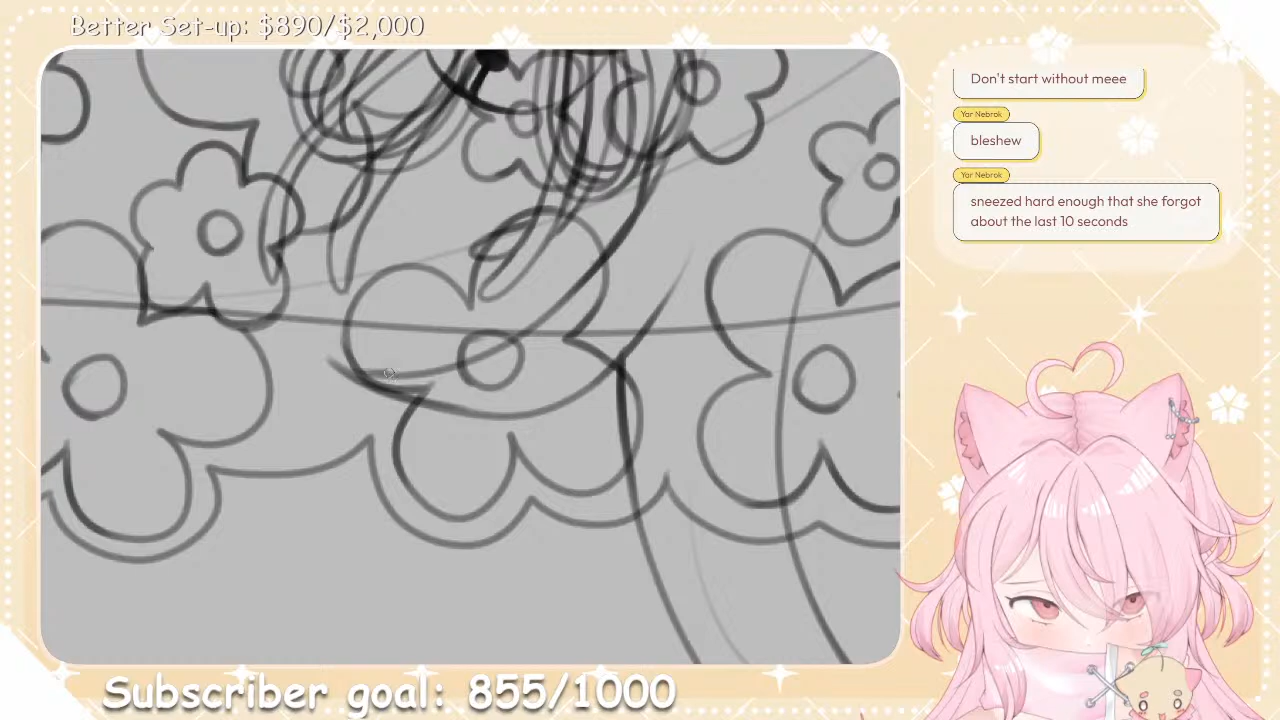 Better Set-up: $890/$2,000
Don't start without meee
Yar Nebrok
bleshew
Yar Nebrok
sneezed hard enough that she forgot
about the last 10 seconds
Subscriber goal: 855/1000